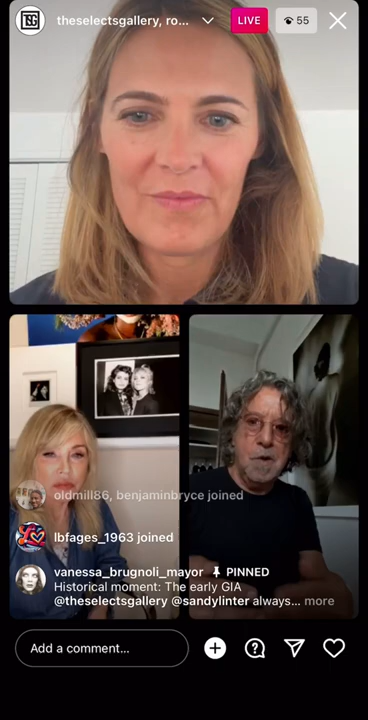 TSG
theselectsgallery, ro...
LIVE
55
oldmill86, benjaminbryce joined
lbfages_1963 joined
vanessa_brugnoli_mayor PINNED
Historical moment: The early GIA
@theselectsgallery @sandylinter always... more
Add a comment...